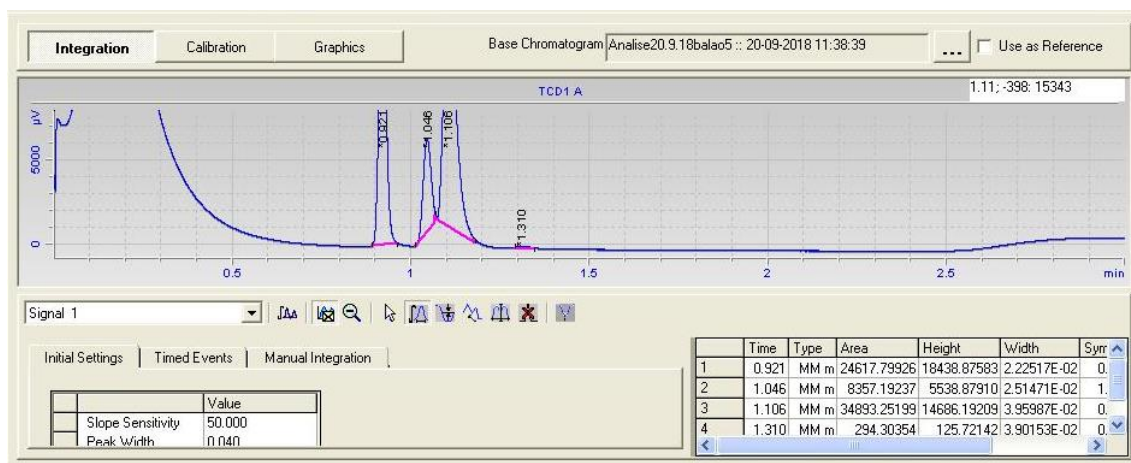 Integration Calibration Graphics Base Chromatogram Analise20.9.18balao5 :: 20-09-2018 11:38:39 ... Use as Reference
TCD1 A
1.11; -398: 15343
µV
5000
0
*0.921
*1.046
*1.106
*1.310
0.5 1 1.5 2 2.5 min
Signal 1
Initial Settings Timed Events Manual Integration
Value
Slope Sensitivity 50.000
Peak Width 0.040
Time Type Area Height Width Sym
1 0.921 MM m 24617.79926 18438.87583 2.22517E-02 0.
2 1.046 MM m 8357.19237 5538.87910 2.51471E-02 1.
3 1.106 MM m 34893.25199 14686.19209 3.95987E-02 0.
4 1.310 MM m 294.30354 125.72142 3.90153E-02 0.